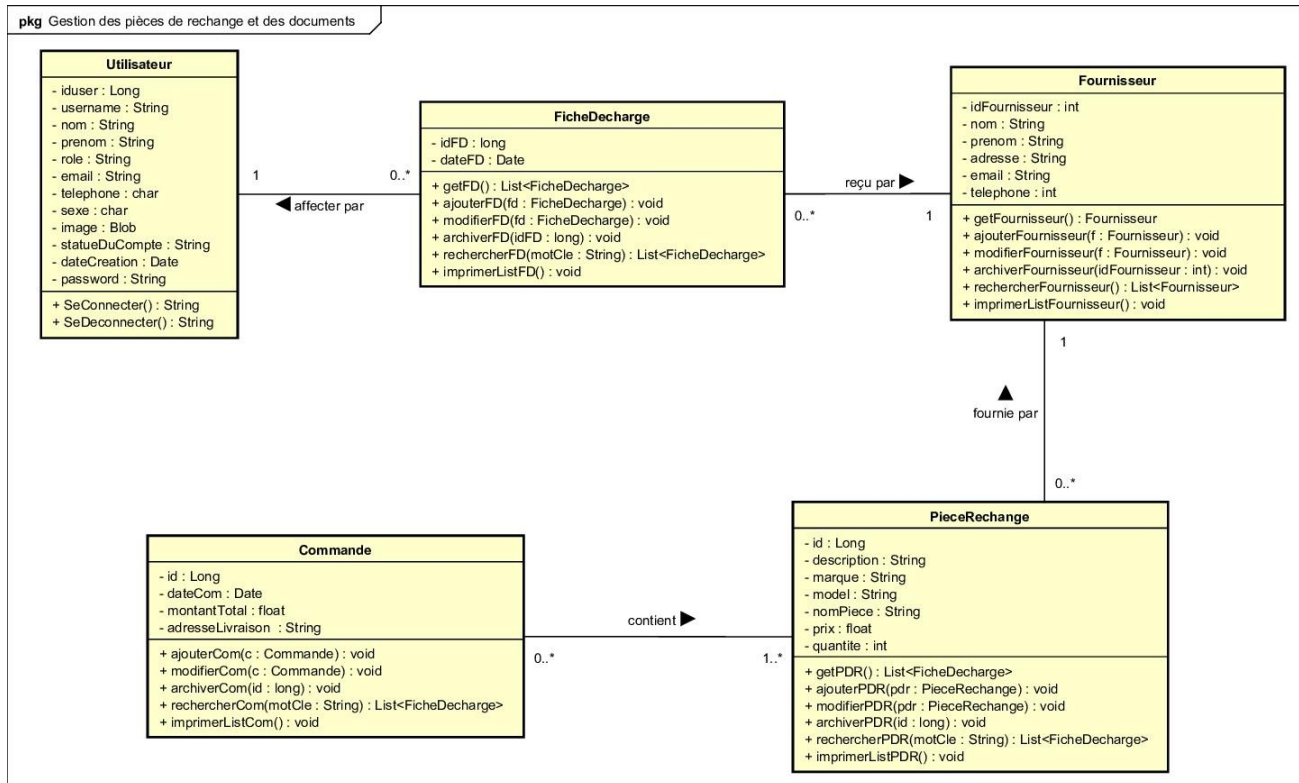 pkg Gestion des pièces de rechange et des documents
Utilisateur
- iduser : Long
- username : String
- nom : String
- prenom : String
- role : String
- email : String
- telephone : char
- sexe : char
- image : Blob
- statueDuCompte : String
- dateCreation : Date
- password : String
+ SeConnecter() : String
+ SeDeconnecter() : String
1
0..*
affecter par
FicheDecharge
- idFD : long
- dateFD : Date
+ getFD() : List<FicheDecharge>
+ ajouterFD(fd : FicheDecharge) : void
+ modifierFD(fd : FicheDecharge) : void
+ archiverFD(idFD : long) : void
+ rechercherFD(motCle : String) : List<FicheDecharge>
+ imprimerListFD() : void
reçu par
0..*
1
Fournisseur
- idFournisseur : int
- nom : String
- prenom : String
- adresse : String
- email : String
- telephone : int
+ getFournisseur() : Fournisseur
+ ajouterFournisseur(f : Fournisseur) : void
+ modifierFournisseur(f : Fournisseur) : void
+ archiverFournisseur(idFournisseur : int) : void
+ rechercherFournisseur() : List<Fournisseur>
+ imprimerListFournisseur() : void
1
fournie par
0..*
Commande
- id : Long
- dateCom : Date
- montantTotal : float
- adresseLivraison : String
+ ajouterCom(c : Commande) : void
+ modifierCom(c : Commande) : void
+ archiverCom(id : long) : void
+ rechercherCom(motCle : String) : List<FicheDecharge>
+ imprimerListCom() : void
contient
0..*
1..*
PieceRechange
- id : Long
- description : String
- marque : String
- model : String
- nomPiece : String
- prix : float
- quantite : int
+ getPDR() : List<FicheDecharge>
+ ajouterPDR(pdr : PieceRechange) : void
+ modifierPDR(pdr : PieceRechange) : void
+ archiverPDR(id : long) : void
+ rechercherPDR(motCle : String) : List<FicheDecharge>
+ imprimerListPDR() : void